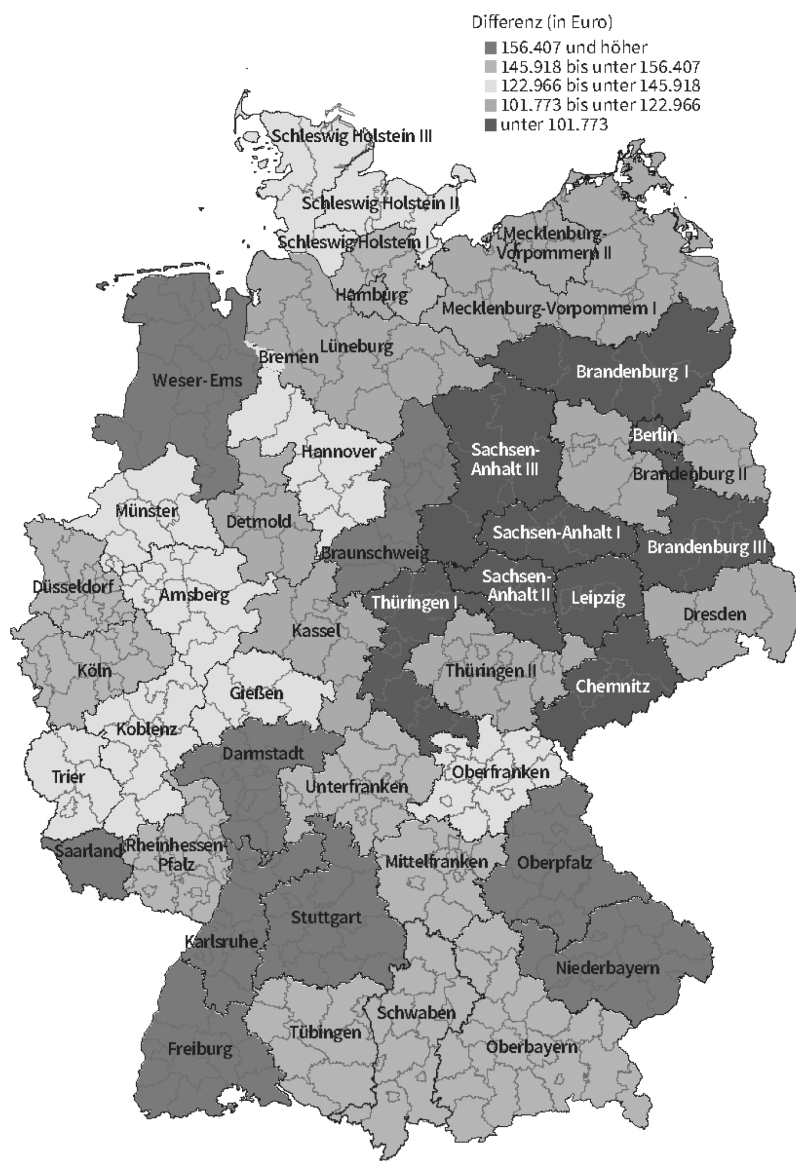 Differenz (in Euro)
156.407 und höher
145.918 bis unter 156.407
122.966 bis unter 145.918
101.773 bis unter 122.966
unter 101.773
Schleswig Holstein III
Schleswig Holstein II
Schleswig Holstein I
Mecklenburg-
Vorpommern II
Hamburg
Mecklenburg-Vorpommern I
Lüneburg
Bremen
Weser-Ems
Brandenburg I
Berlin
Hannover
Sachsen-
Anhalt III
Brandenburg II
Münster
Detmold
Sachsen-Anhalt I
Braunschweig
Brandenburg III
Düsseldorf
Arnsberg
Thüringen I
Sachsen-
Anhalt II
Leipzig
Dresden
Kassel
Köln
Thüringen II
Chemnitz
Gießen
Koblenz
Darmstadt
Trier
Oberfranken
Unterfranken
Saarland
Rheinhessen-
Pfalz
Mittelfranken
Oberpfalz
Stuttgart
Karlsruhe
Niederbayern
Schwaben
Tübingen
Freiburg
Oberbayern